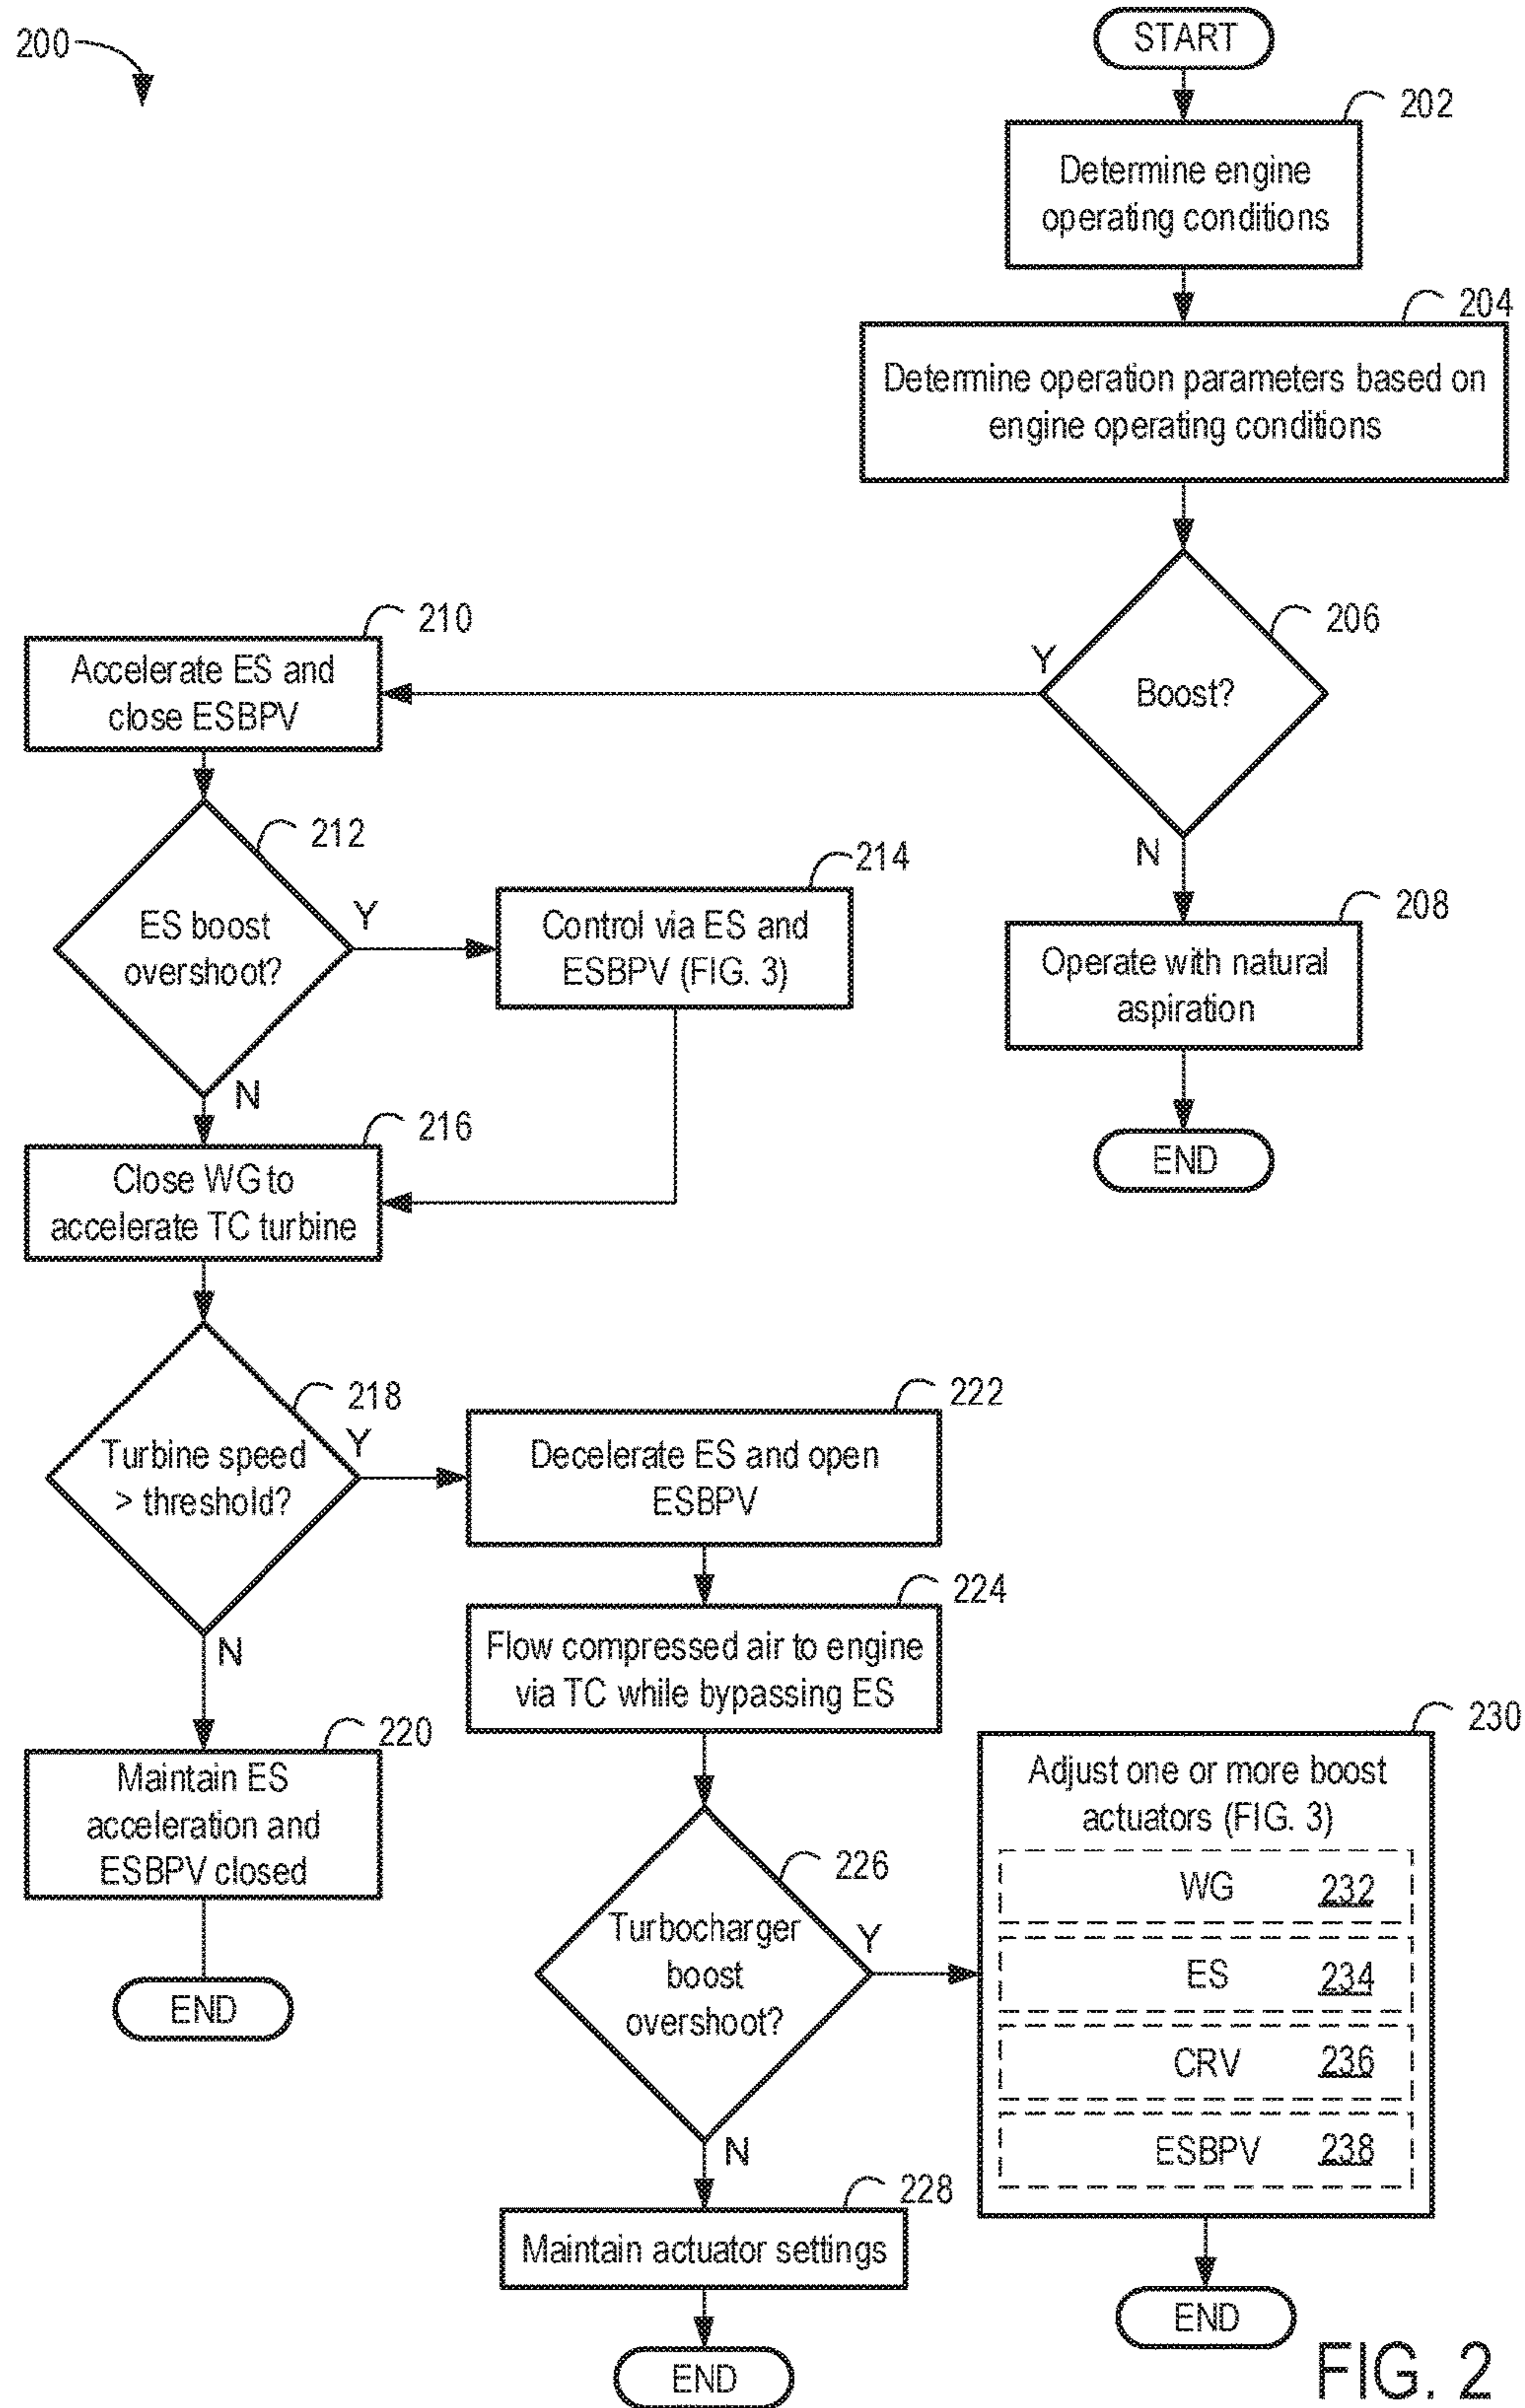 200
START
202
Determine engine
operating conditions
204
Determine operation parameters based on
engine operating conditions
206
Boost?
Y
N
208
Operate with natural
aspiration
END
210
Accelerate ES and
close ESBPV
212
ES boost
overshoot?
Y
N
214
Control via ES and
ESBPV (FIG. 3)
216
Close WG to
accelerate TC turbine
218
Turbine speed
> threshold?
Y
N
220
Maintain ES
acceleration and
ESBPV closed
END
222
Decelerate ES and open
ESBPV
224
Flow compressed air to engine
via TC while bypassing ES
226
Turbocharger
boost
overshoot?
Y
N
228
Maintain actuator settings
END
230
Adjust one or more boost
actuators (FIG. 3)
WG 232
ES 234
CRV 236
ESBPV 238
END
FIG. 2